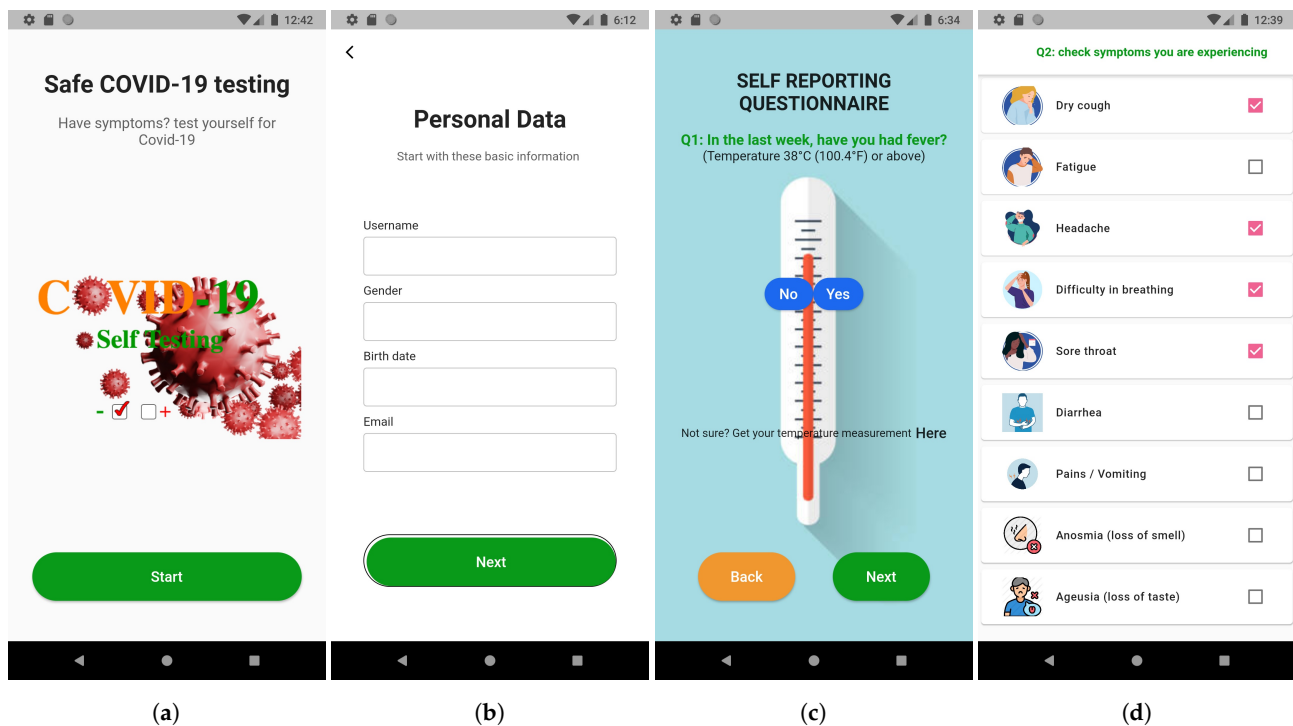 12:42
Safe COVID-19 testing
Have symptoms? test yourself for
Covid-19
COVID-19
Self Testing
- +
Start
(a)
6:12
Personal Data
Start with these basic information
Username
Gender
Birth date
Email
Next
(b)
6:34
SELF REPORTING
QUESTIONNAIRE
Q1: In the last week, have you had fever?
(Temperature 38°C (100.4°F) or above)
No Yes
Not sure? Get your temperature measurement Here
Back Next
(c)
12:39
Q2: check symptoms you are experiencing
Dry cough
Fatigue
Headache
Difficulty in breathing
Sore throat
Diarrhea
Pains / Vomiting
Anosmia (loss of smell)
Ageusia (loss of taste)
(d)